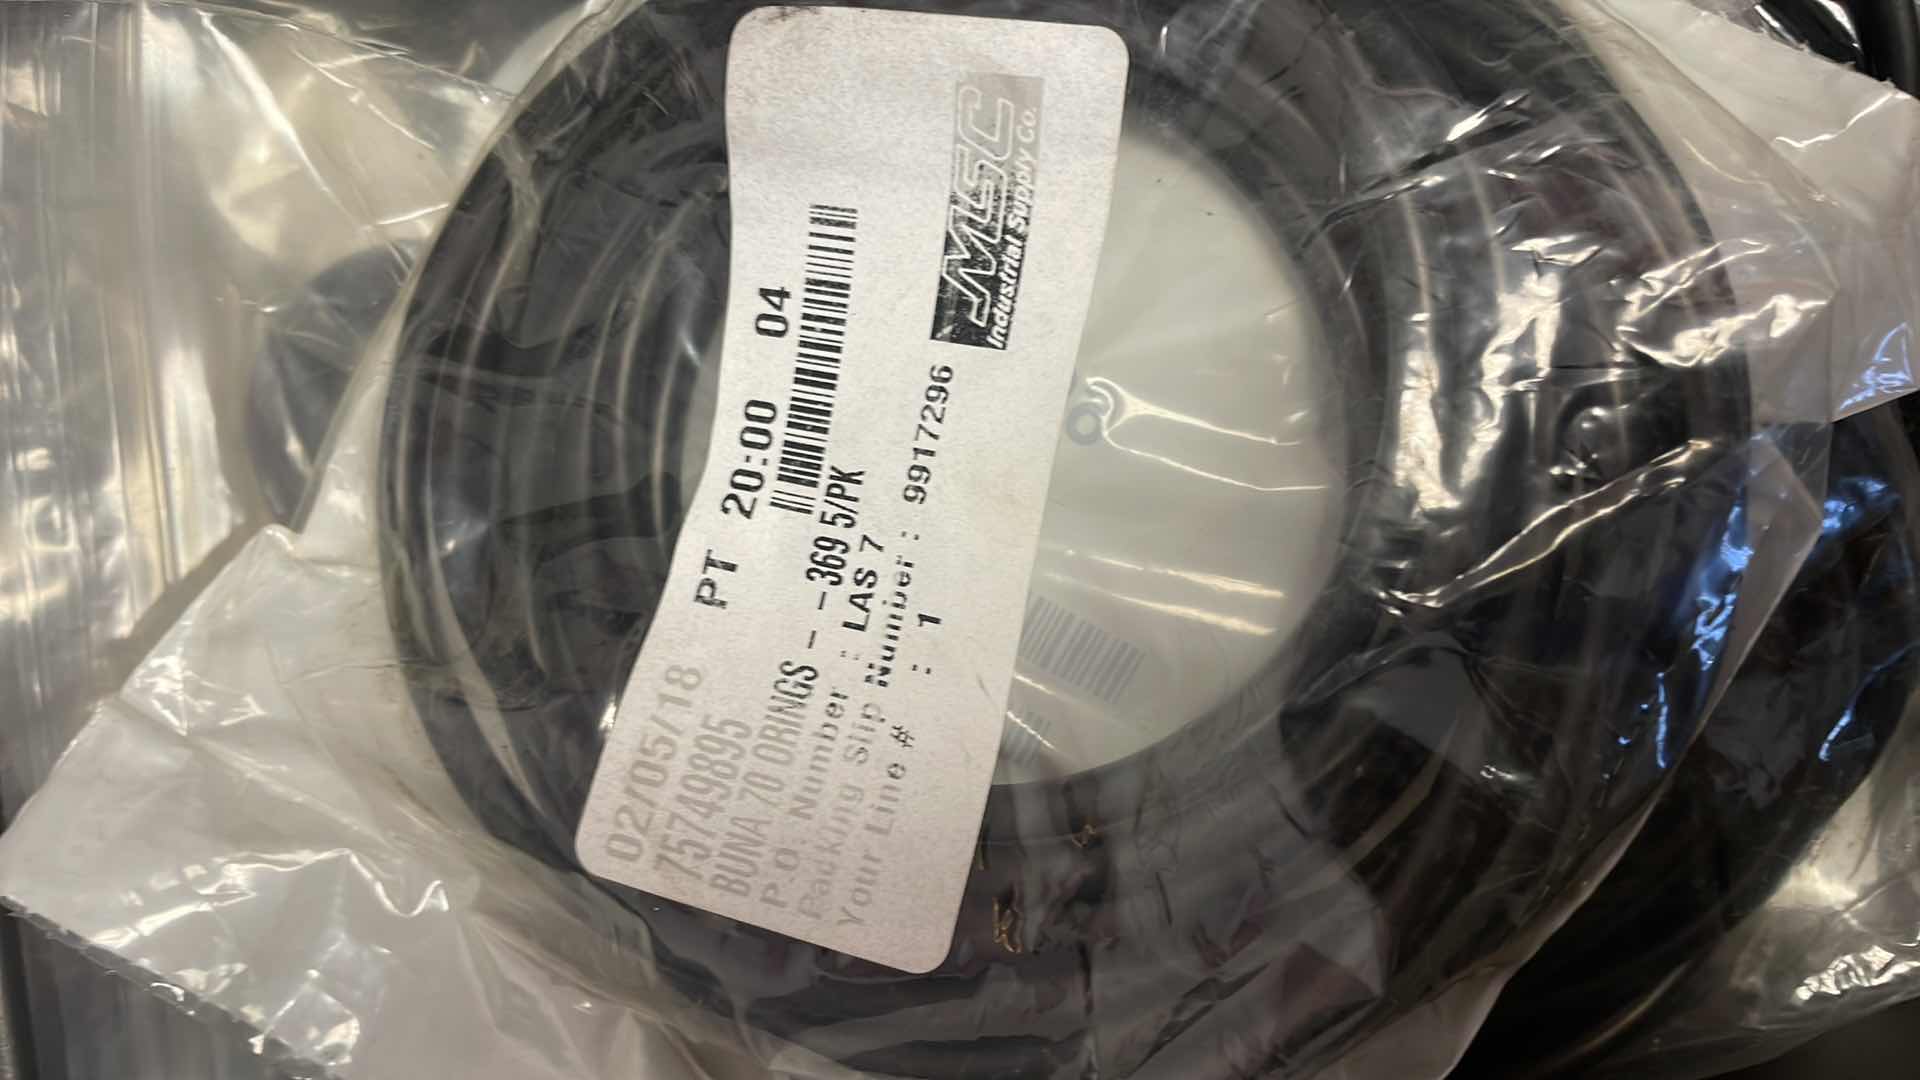 MSC
Industrial Supply Co.
02/05/18 PT 20:00 04
75749895
BUNA 70 ORINGS - -369 5/PK
P.O. Number : LAS 7
Packing Slip Number : 9917296
Your Line # : 1